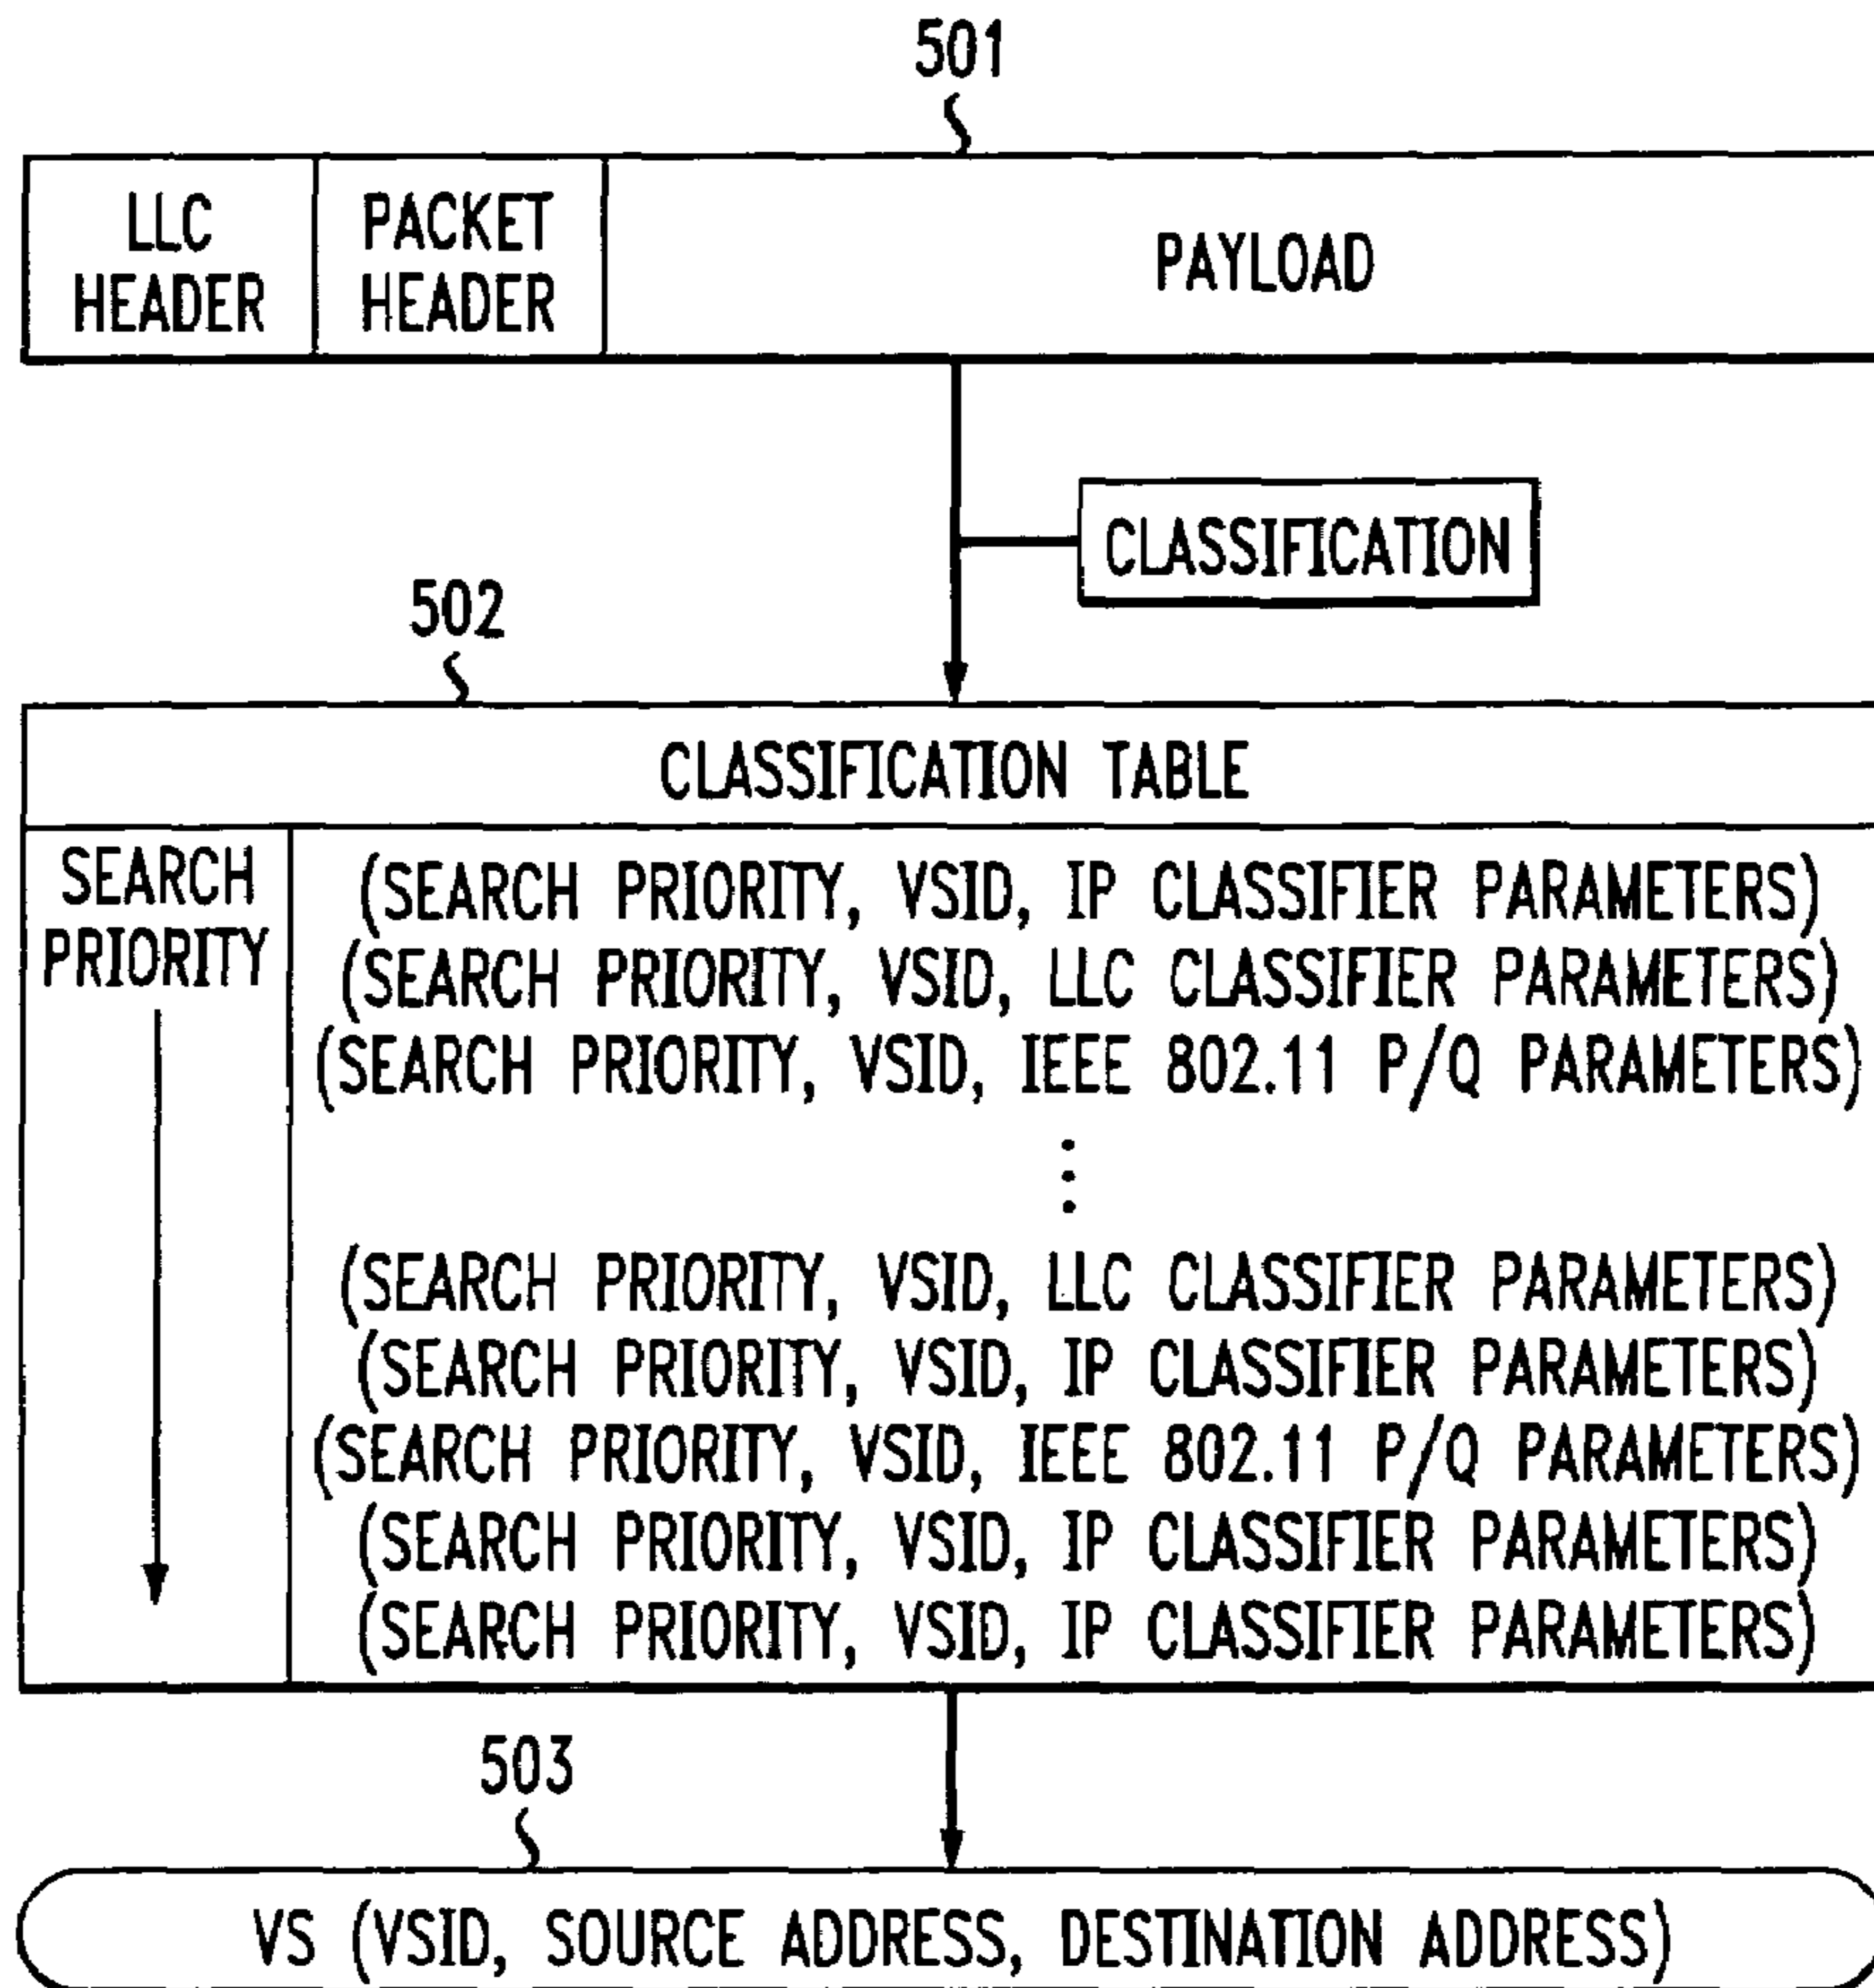 501
LLC
HEADER
PACKET
HEADER
PAYLOAD
CLASSIFICATION
502
CLASSIFICATION TABLE
SEARCH
PRIORITY
(SEARCH PRIORITY, VSID, IP CLASSIFIER PARAMETERS)
(SEARCH PRIORITY, VSID, LLC CLASSIFIER PARAMETERS)
(SEARCH PRIORITY, VSID, IEEE 802.11 P/Q PARAMETERS)
(SEARCH PRIORITY, VSID, LLC CLASSIFIER PARAMETERS)
(SEARCH PRIORITY, VSID, IP CLASSIFIER PARAMETERS)
(SEARCH PRIORITY, VSID, IEEE 802.11 P/Q PARAMETERS)
(SEARCH PRIORITY, VSID, IP CLASSIFIER PARAMETERS)
(SEARCH PRIORITY, VSID, IP CLASSIFIER PARAMETERS)
503
VS (VSID, SOURCE ADDRESS, DESTINATION ADDRESS)